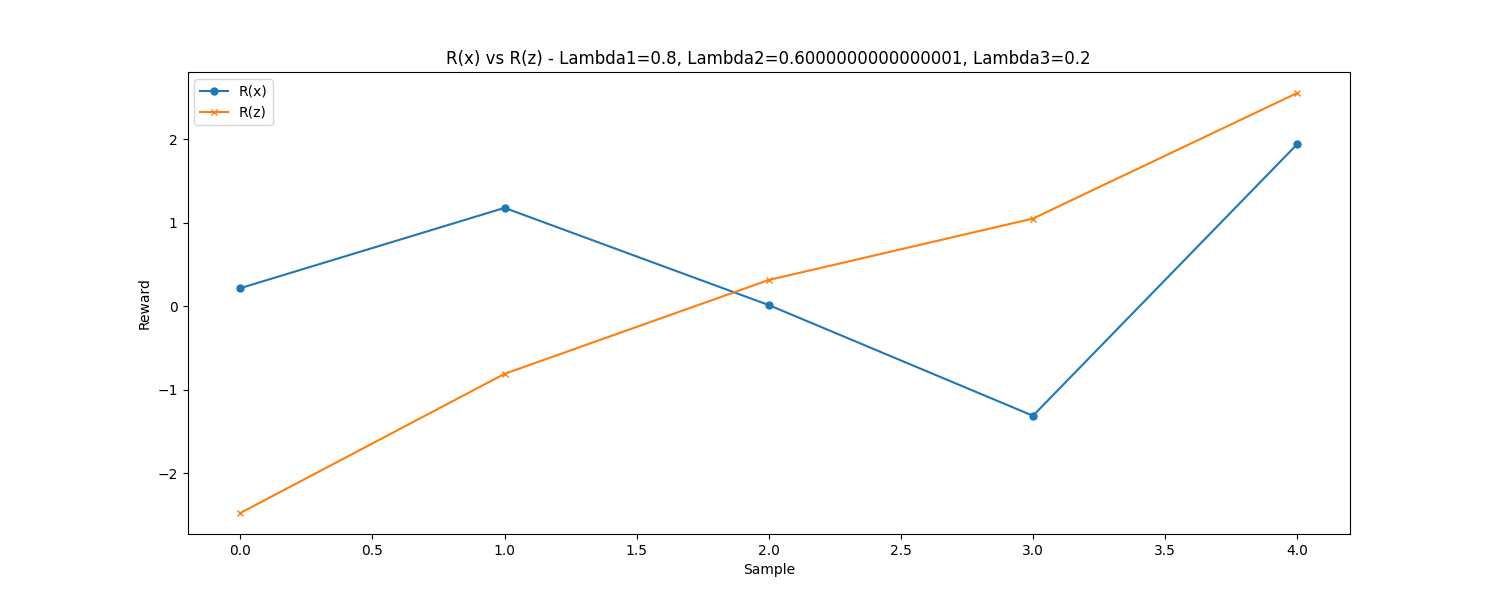 R(x) vs R(z) - Lambda1=0.8, Lambda2=0.6000000000000001, Lambda3=0.2
R(x)
R(z)
2
1
0
−1
−2
Reward
0.0 0.5 1.0 1.5 2.0 2.5 3.0 3.5 4.0
Sample